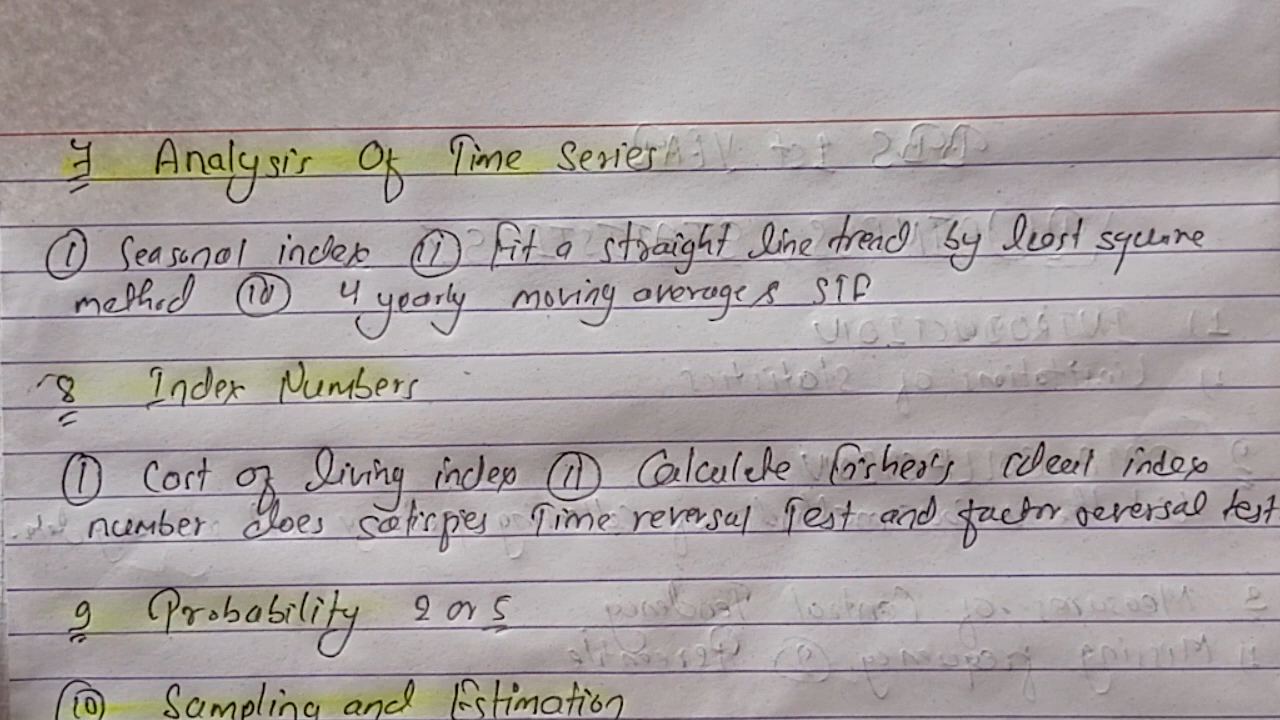 7 Analysis Of Time Series
(i) Seasonal index (ii) Fit a straight line trend by least square
method (iii) 4 yearly moving averages
8 Index Numbers
(i) Cost of living index (ii) Calculate Fisher's ideal index
number does satisfies Time reversal Test and factor reversal test
9 Probability 2 or 5
(10) Sampling and Estimation